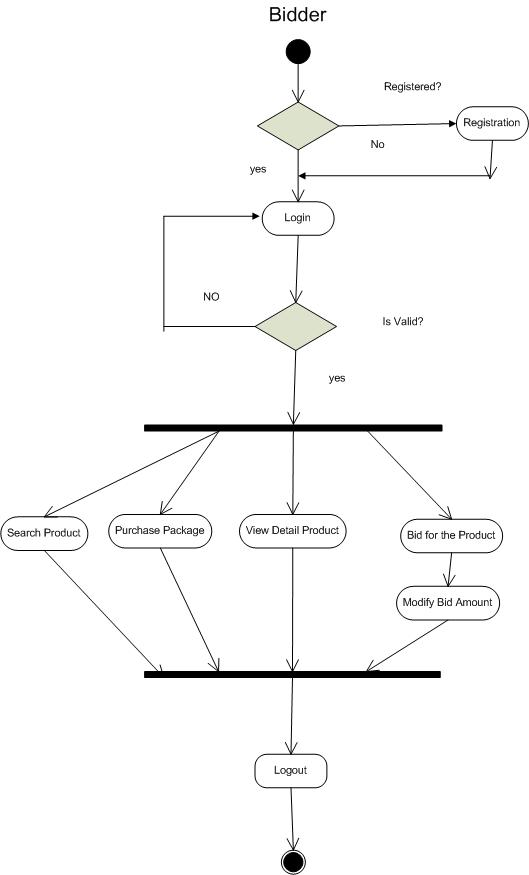 Bidder
Registered?
Registration
No
yes
Login
NO
Is Valid?
yes
Search Product
Purchase Package
View Detail Product
Bid for the Product
Modify Bid Amount
Logout